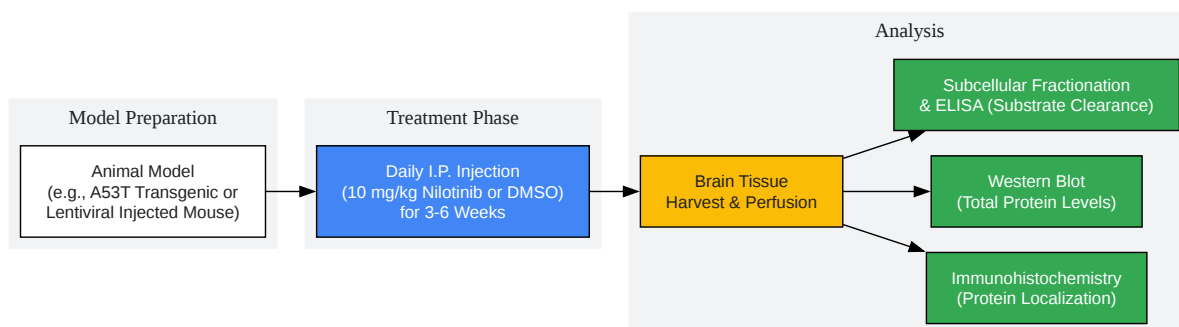 Model Preparation
Animal Model
(e.g., A53T Transgenic or
Lentiviral Injected Mouse)
Treatment Phase
Daily I.P. Injection
(10 mg/kg Nilotinib or DMSO)
for 3-6 Weeks
Analysis
Brain Tissue
Harvest & Perfusion
Subcellular Fractionation
& ELISA (Substrate Clearance)
Western Blot
(Total Protein Levels)
Immunohistochemistry
(Protein Localization)